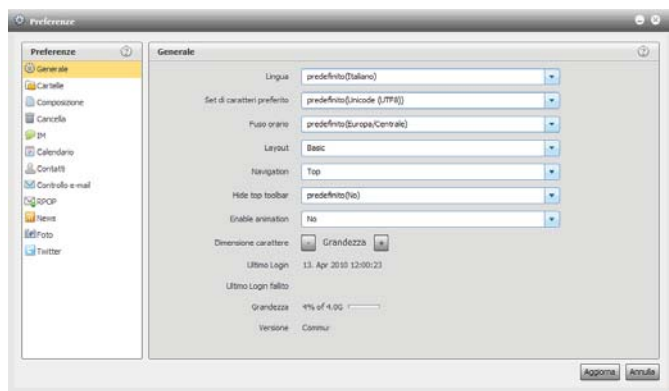 Preferenze
Preferenze
Generale
Cartelle
Composizione
Cancella
IM
Calendario
Contatti
Controllo e-mail
RPOP
News
Foto
Twitter
Generale
Lingua predefinito(Italiano)
Set di caratteri preferito predefinito(Unicode (UTF8))
Fuso orario predefinito(Europa/Centrale)
Layout Basic
Navigation Top
Hide top toolbar predefinito(No)
Enable animation No
Dimensione carattere - Grandezza +
Ultimo Login 13. Apr 2010 12:00:23
Ultimo Login fallito
Grandezza 4% of 4.0G
Versione Commu
Aggiorna Annulla